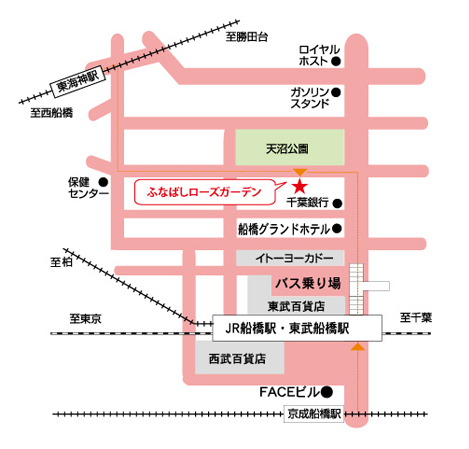 至勝田台
ロイヤル
ホスト
東海神駅
ガソリン
スタンド
至西船橋
天沼公園
保健
センター
ふなばしローズガーデン
千葉銀行
船橋グランドホテル
イトーヨーカドー
至柏
バス乗り場
東武百貨店
至東京
JR船橋駅・東武船橋駅
至千葉
西武百貨店
FACEビル
京成船橋駅